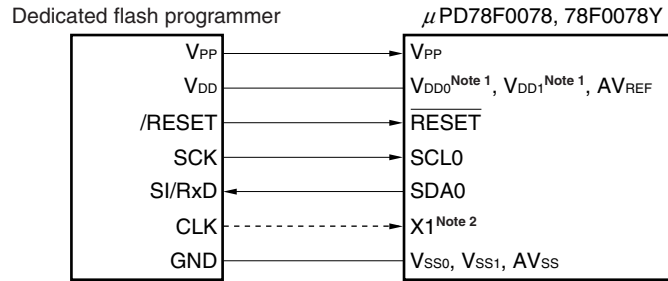 Dedicated flash programmer
μPD78F0078, 78F0078Y
VPP
VPP
VDD
VDD0Note 1, VDD1Note 1, AVREF
/RESET
RESET
SCK
SCL0
SI/RxD
SDA0
CLK
X1Note 2
GND
VSS0, VSS1, AVSS